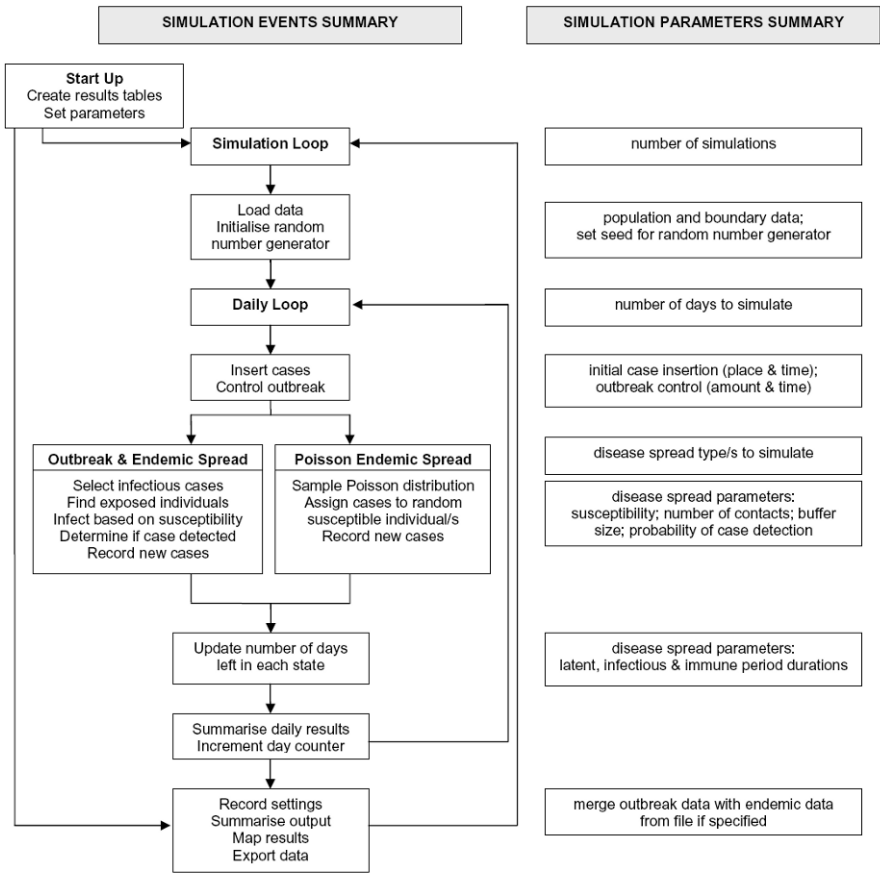 SIMULATION EVENTS SUMMARY
SIMULATION PARAMETERS SUMMARY
Start Up
Create results tables
Set parameters
Simulation Loop
number of simulations
Load data
Initialise random
number generator
population and boundary data;
set seed for random number generator
Daily Loop
number of days to simulate
Insert cases
Control outbreak
initial case insertion (place & time);
outbreak control (amount & time)
Outbreak & Endemic Spread
Select infectious cases
Find exposed individuals
Infect based on susceptibility
Determine if case detected
Record new cases
Poisson Endemic Spread
Sample Poisson distribution
Assign cases to random
susceptible individual/s
Record new cases
disease spread type/s to simulate
disease spread parameters:
susceptibility; number of contacts; buffer
size; probability of case detection
Update number of days
left in each state
disease spread parameters:
latent, infectious & immune period durations
Summarise daily results
Increment day counter
Record settings
Summarise output
Map results
Export data
merge outbreak data with endemic data
from file if specified